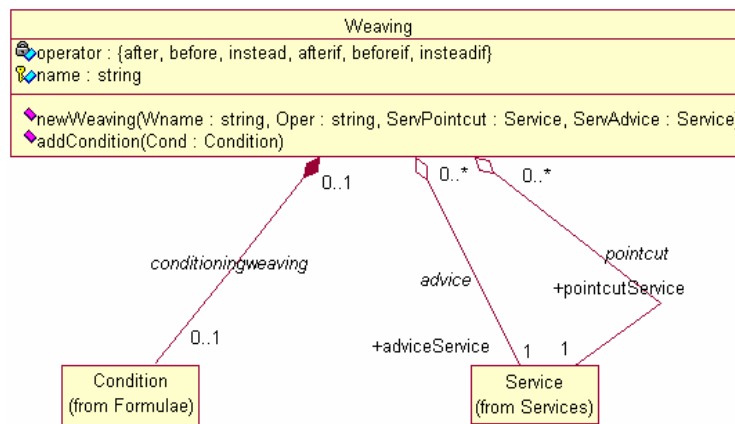 Weaving
operator : {after, before, instead, afterif, beforeif, insteadif}
name : string
newWeaving(Wname : string, Oper : string, ServPointcut : Service, ServAdvice : Service)
addCondition(Cond : Condition)
0..1
0..*
0..*
conditioningweaving
pointcut
advice
+pointcutService
0..1
+adviceService
1
1
Condition
(from Formulae)
Service
(from Services)